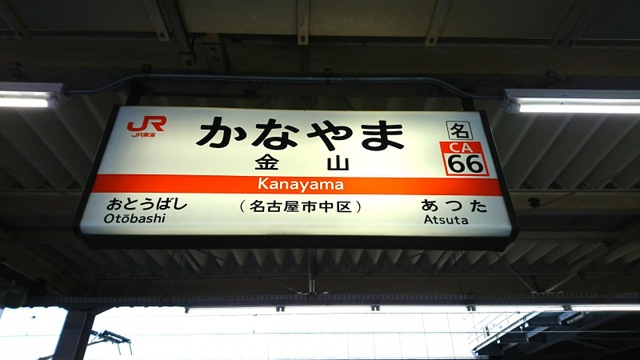 JR
JR東海
かなやま
金山
Kanayama
名
CA
66
おとうばし
Otōbashi
(名古屋市中区)
あつた
Atsuta